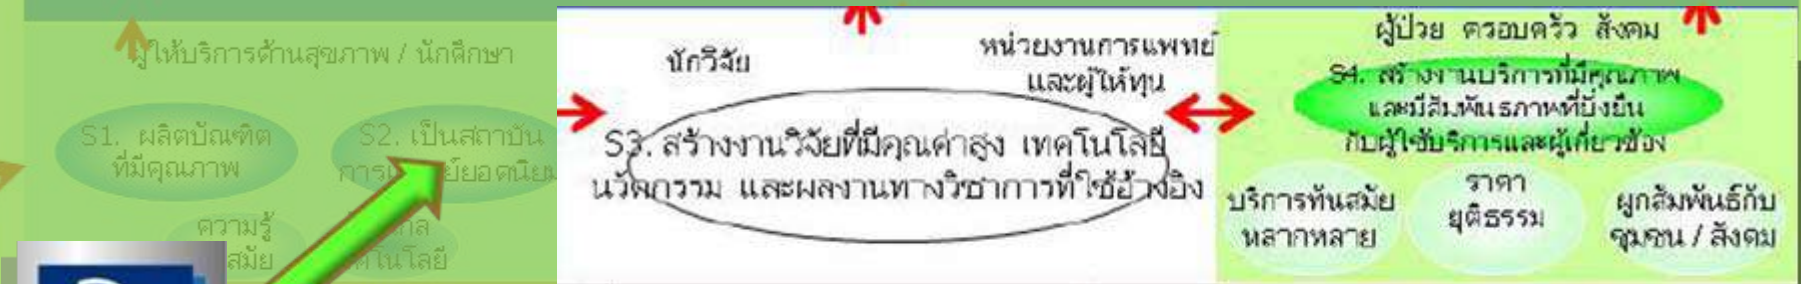 ผู้ให้บริการด้านสุขภาพ / นักศึกษา
S1. ผลิตบัณฑิต
ที่มีคุณภาพ
S2. เป็นสถาบัน
ยอดนิยม
ความรู้
สมัย
นักวิจัย
หน่วยงานการแพทย์
และผู้ให้ทุน
S3. สร้างงานวิจัยที่มีคุณค่าสูง เทคโนโลยี
นวัตกรรม และผลงานทางวิชาการที่ใช้อ้างอิง
ผู้ป่วย ครอบครัว สังคม
S4. สร้างงานบริการที่มีคุณภาพ
และมีสัมพันธภาพที่ยั่งยืน
กับผู้ใช้บริการและผู้เกี่ยวข้อง
บริการทันสมัย
หลากหลาย
ราคา
ยุติธรรม
ผูกสัมพันธ์กับ
ชุมชน / สังคม